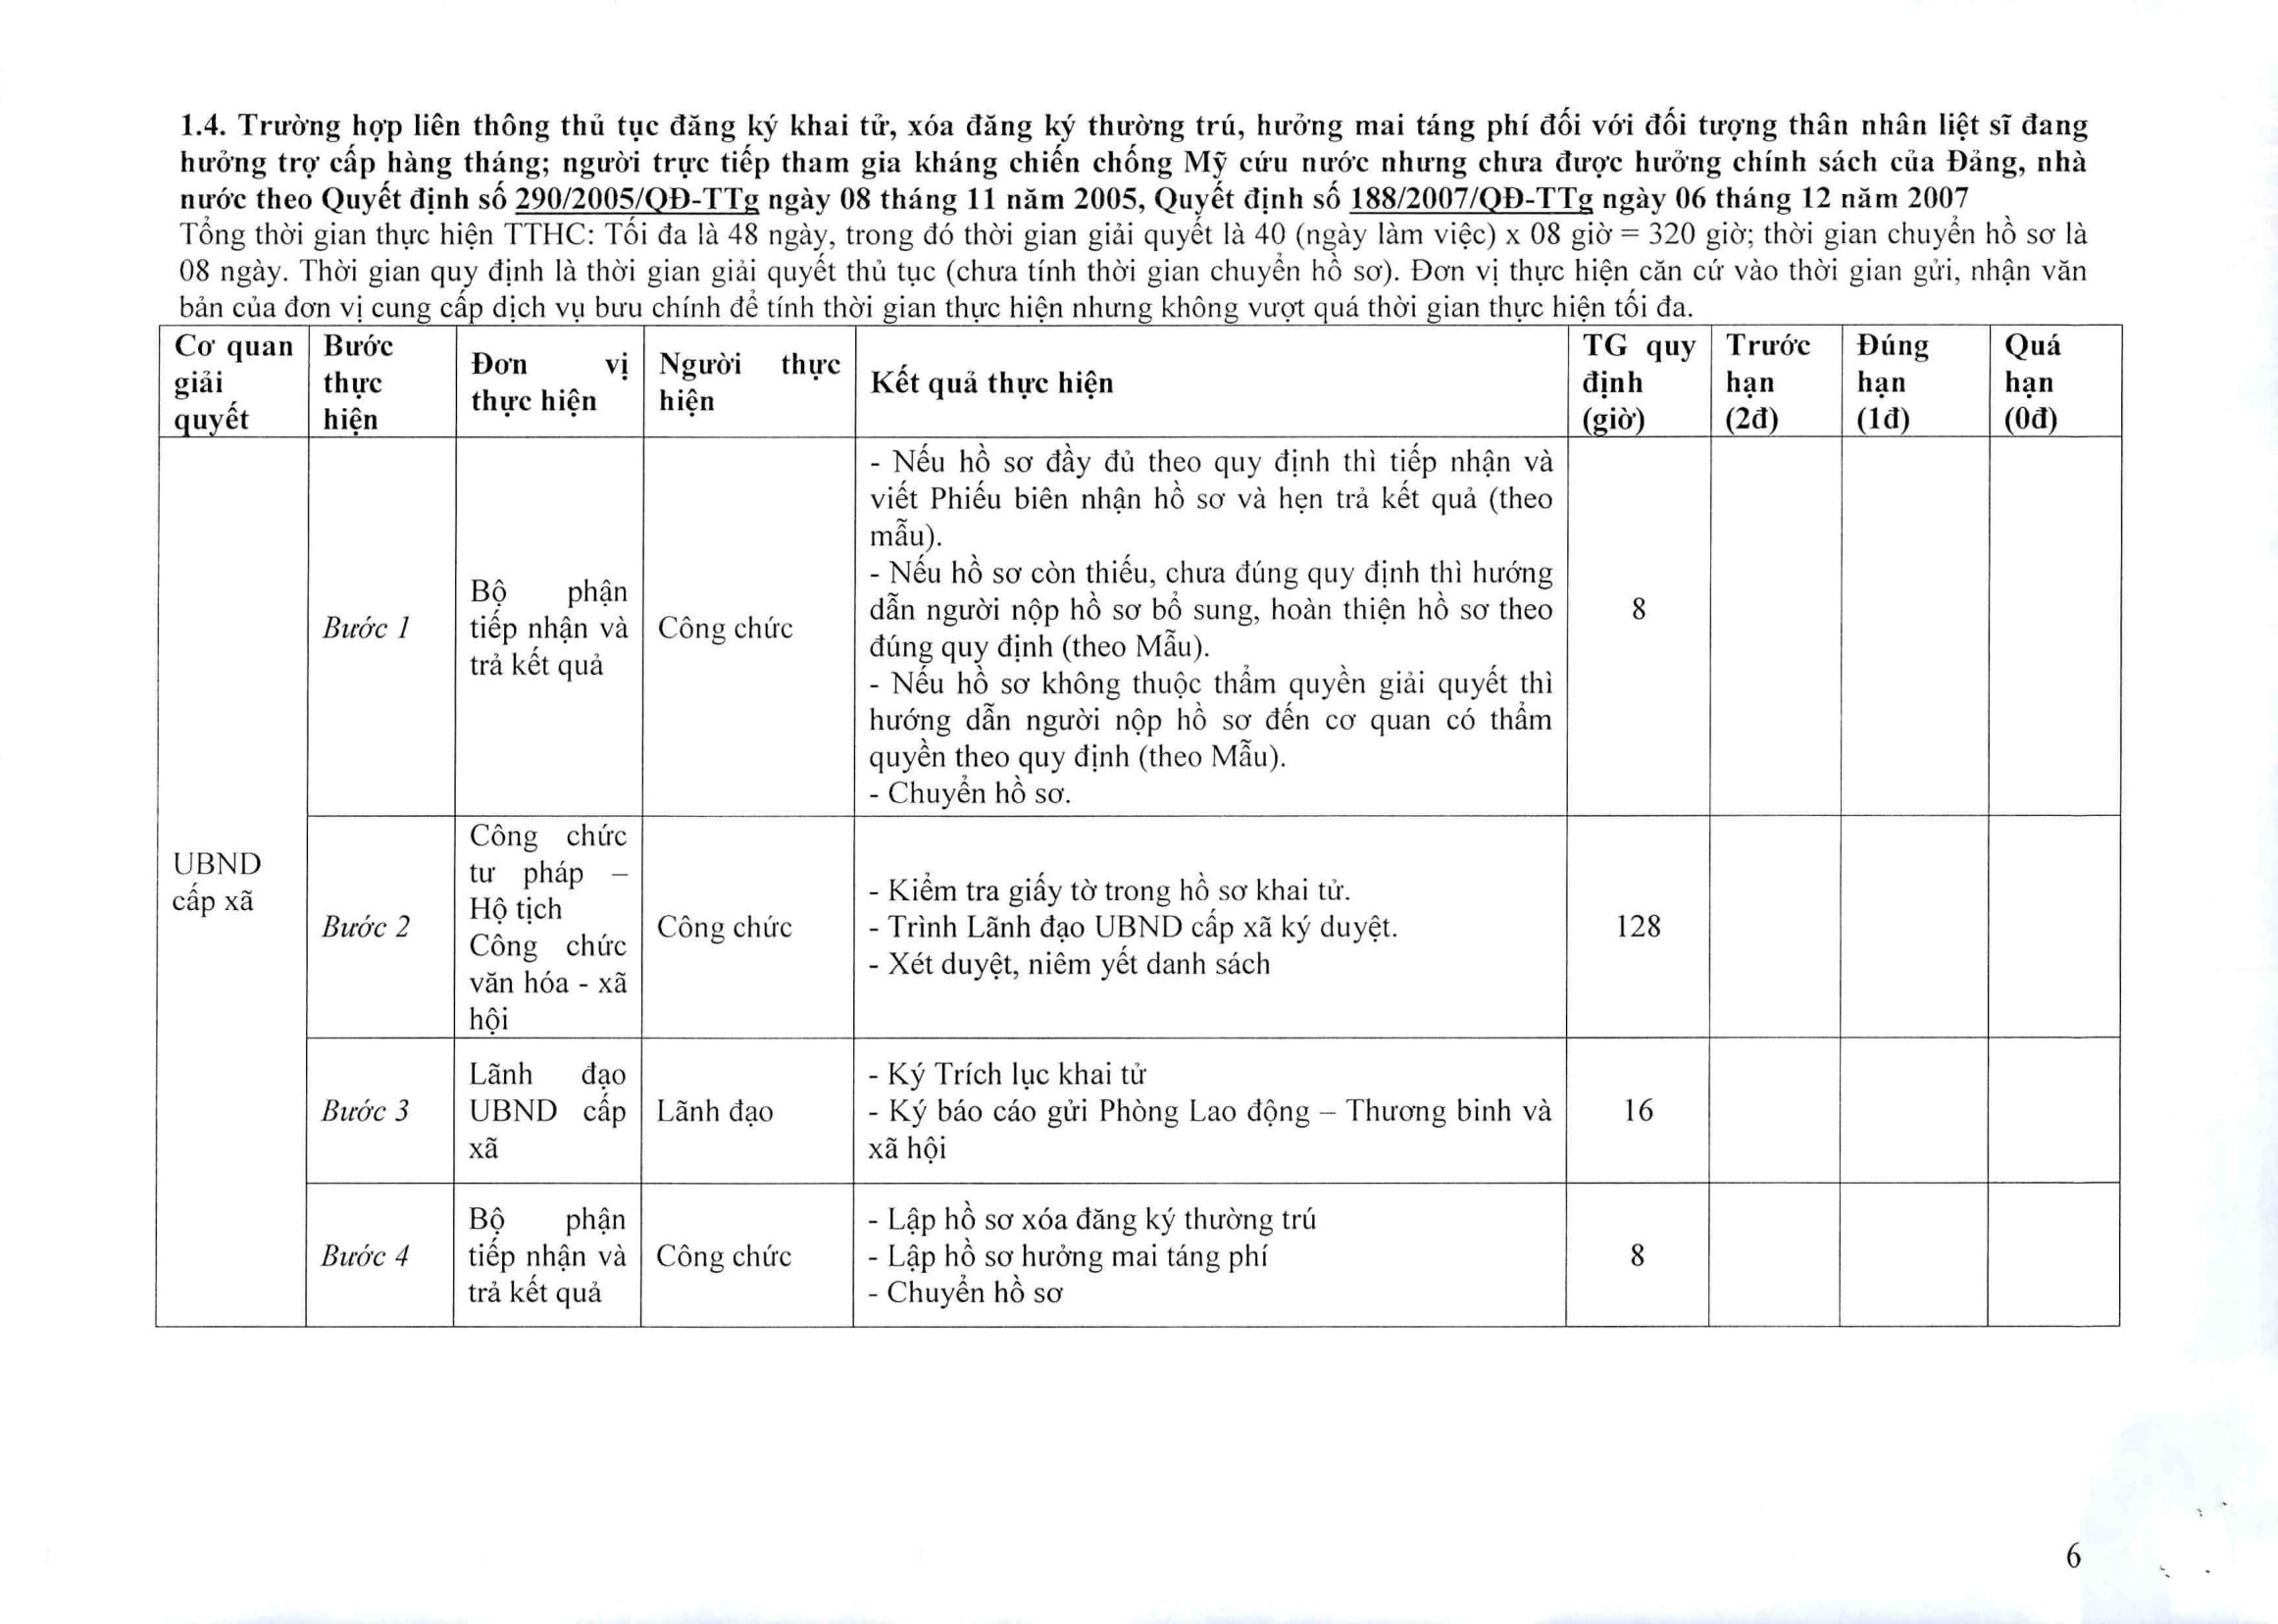 1.4. Trường hợp liên thông thủ tục đăng ký khai tử, xóa đăng ký thường trú, hưởng mai táng phí đối với đối tượng thân nhân liệt sĩ đang
hưởng trợ cấp hàng tháng; người trực tiếp tham gia kháng chiến chống Mỹ cứu nước nhưng chưa được hưởng chính sách của Đảng, nhà
nước theo Quyết định số 290/2005/QĐ-TTg ngày 08 tháng 11 năm 2005, Quyết định số 188/2007/QĐ-TTg ngày 06 tháng 12 năm 2007
Tổng thời gian thực hiện TTHC: Tối đa là 48 ngày, trong đó thời gian giải quyết là 40 (ngày làm việc) x 08 giờ = 320 giờ; thời gian chuyển hồ sơ là
08 ngày. Thời gian quy định là thời gian giải quyết thủ tục (chưa tính thời gian chuyển hồ sơ). Đơn vị thực hiện căn cứ vào thời gian gửi, nhận văn
bản của đơn vị cung cấp dịch vụ bưu chính để tính thời gian thực hiện nhưng không vượt quá thời gian thực hiện tối đa.
Cơ quan
giải
quyết
Bước
thực
hiện
Đơn vị
thực hiện
Người thực
hiện
Kết quả thực hiện
TG quy
định
(giờ)
Trước
hạn
(2đ)
Đúng
hạn
(1đ)
Quá
hạn
(0đ)
UBND
cấp xã
Bước 1
Bộ phận
tiếp nhận và
trả kết quả
Công chức
- Nếu hồ sơ đầy đủ theo quy định thì tiếp nhận và
viết Phiếu biên nhận hồ sơ và hẹn trả kết quả (theo
mẫu).
- Nếu hồ sơ còn thiếu, chưa đúng quy định thì hướng
dẫn người nộp hồ sơ bổ sung, hoàn thiện hồ sơ theo
đúng quy định (theo Mẫu).
- Nếu hồ sơ không thuộc thẩm quyền giải quyết thì
hướng dẫn người nộp hồ sơ đến cơ quan có thẩm
quyền theo quy định (theo Mẫu).
- Chuyển hồ sơ.
8
Bước 2
Công chức
tư pháp –
Hộ tịch
Công chức
văn hóa - xã
hội
Công chức
- Kiểm tra giấy tờ trong hồ sơ khai tử.
- Trình Lãnh đạo UBND cấp xã ký duyệt.
- Xét duyệt, niêm yết danh sách
128
Bước 3
Lãnh đạo
UBND cấp
xã
Lãnh đạo
- Ký Trích lục khai tử
- Ký báo cáo gửi Phòng Lao động – Thương binh và
xã hội
16
Bước 4
Bộ phận
tiếp nhận và
trả kết quả
Công chức
- Lập hồ sơ xóa đăng ký thường trú
- Lập hồ sơ hưởng mai táng phí
- Chuyển hồ sơ
8
6